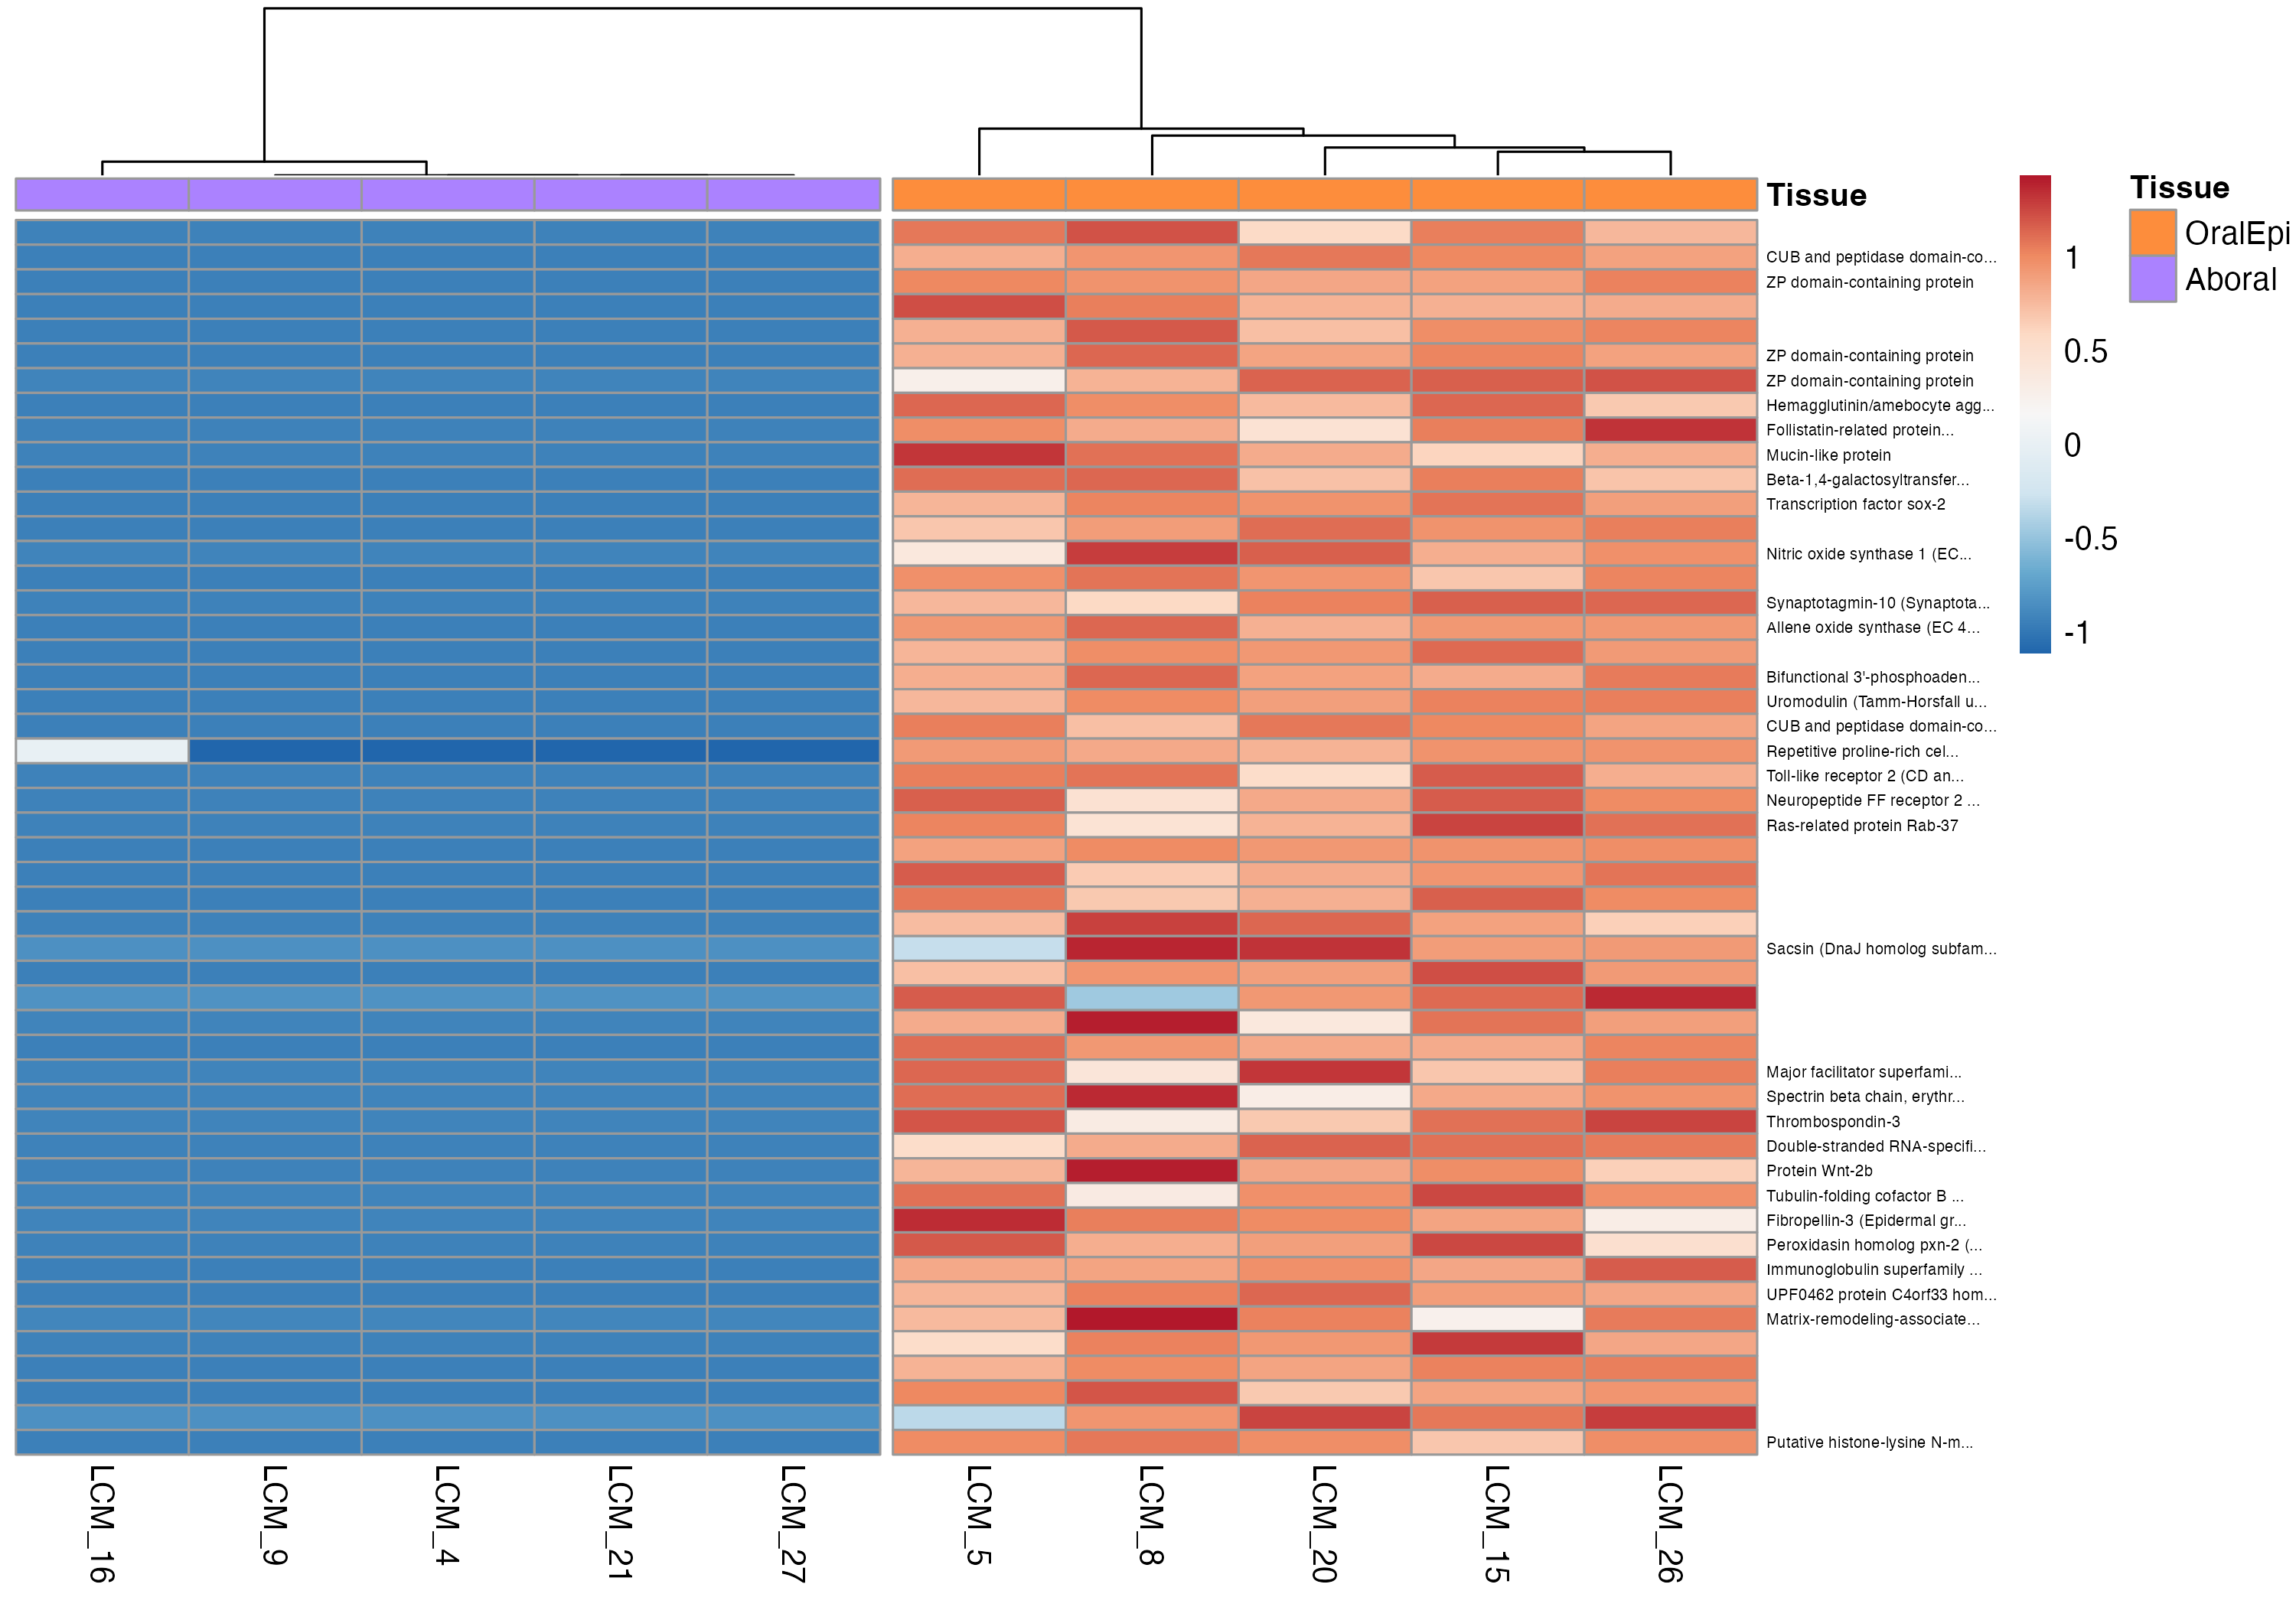 Tissue
CUB and peptidase domain-co...
ZP domain-containing protein
ZP domain-containing protein
ZP domain-containing protein
Hemagglutinin/amebocyte agg...
Follistatin-related protein...
Mucin-like protein
Beta-1,4-galactosyltransfer...
Transcription factor sox-2
Nitric oxide synthase 1 (EC...
Synaptotagmin-10 (Synaptota...
Allene oxide synthase (EC 4...
Bifunctional 3'-phosphoaden...
Uromodulin (Tamm-Horsfall u...
CUB and peptidase domain-co...
Repetitive proline-rich cel...
Toll-like receptor 2 (CD an...
Neuropeptide FF receptor 2 ...
Ras-related protein Rab-37
Sacsin (DnaJ homolog subfam...
Major facilitator superfami...
Spectrin beta chain, erythr...
Thrombospondin-3
Double-stranded RNA-specifi...
Protein Wnt-2b
Tubulin-folding cofactor B ...
Fibropellin-3 (Epidermal gr...
Peroxidasin homolog pxn-2 (...
Immunoglobulin superfamily ...
UPF0462 protein C4orf33 hom...
Matrix-remodeling-associate...
Putative histone-lysine N-m...
1
0.5
0
-0.5
-1
Tissue
OralEpi
Aboral
LCM_16
LCM_9
LCM_4
LCM_21
LCM_27
LCM_5
LCM_8
LCM_20
LCM_15
LCM_26